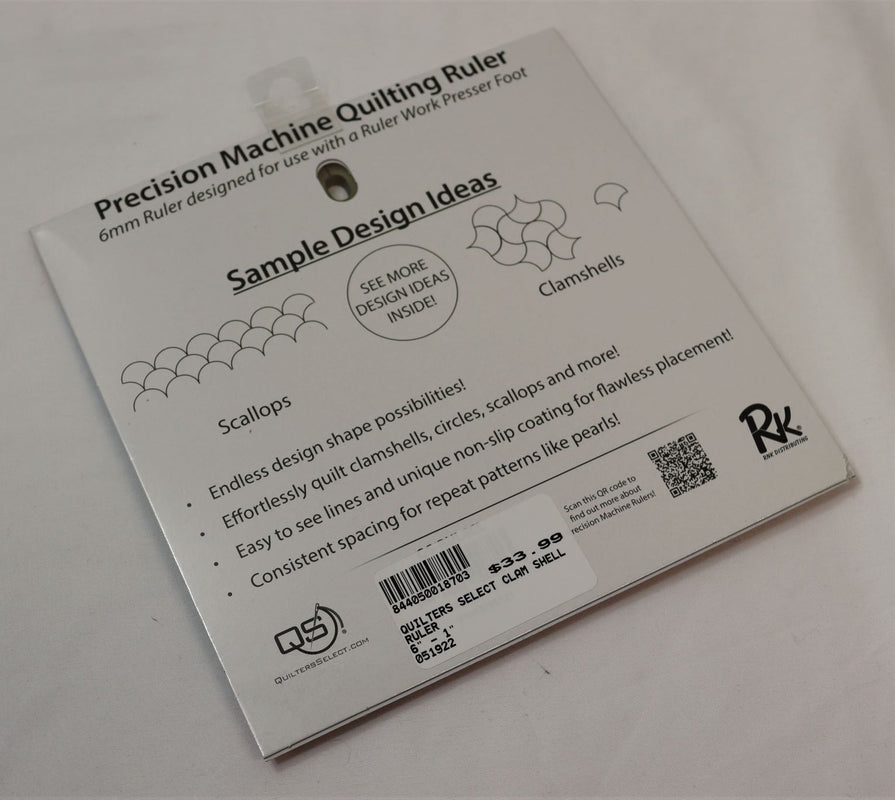 Precision Machine Quilting Ruler
6mm Ruler designed for use with a Ruler Work Presser Foot
Sample Design Ideas
SEE MORE
DESIGN IDEAS
INSIDE!
Clamshells
Scallops
• Endless design shape possibilities!
• Effortlessly quilt clamshells, circles, scallops and more!
• Easy to see lines and unique non-slip coating for flawless placement!
• Consistent spacing for repeat patterns like pearls!
RK®
RNK DISTRIBUTING
Scan this QR code to
find out more about
recision Machine Rulers!
844050018703
$33.99
QUILTERS SELECT CLAM SHELL
RULER
6" - 1"
051922
QS®
QUILTERSSELECT.COM